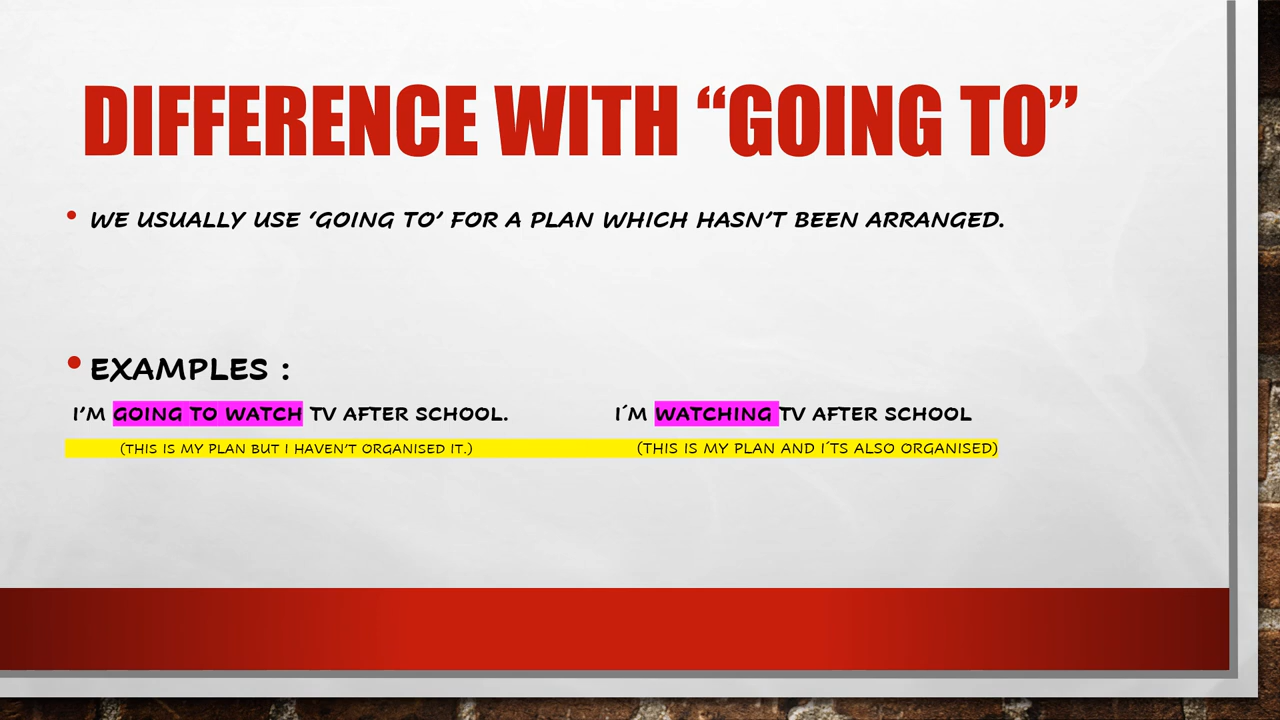 DIFFERENCE WITH “GOING TO”
• WE USUALLY USE ‘GOING TO’ FOR A PLAN WHICH HASN’T BEEN ARRANGED.
• EXAMPLES :
I’M GOING TO WATCH TV AFTER SCHOOL. I´M WATCHING TV AFTER SCHOOL
(THIS IS MY PLAN BUT I HAVEN’T ORGANISED IT.) (THIS IS MY PLAN AND I´TS ALSO ORGANISED)